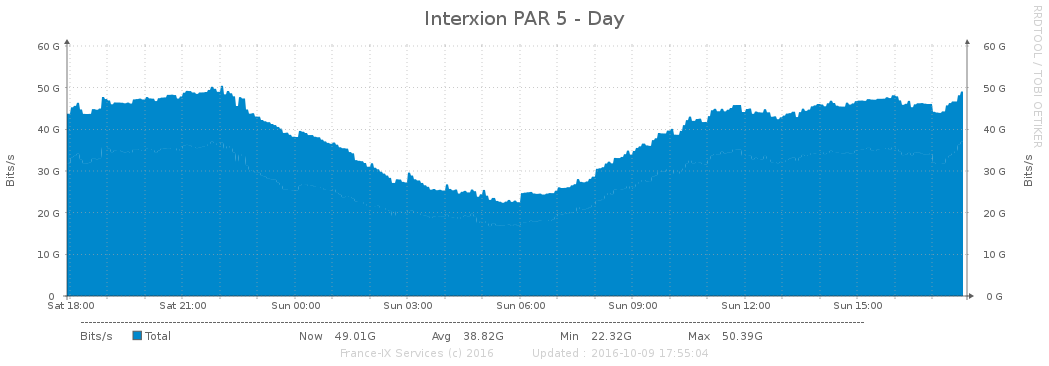 Interxion PAR 5 - Day
RRDTOOL / TOBI OETIKER
60 G 60 G
50 G 50 G
40 G 40 G
30 G 30 G
20 G 20 G
10 G 10 G
0 0 G
Bits/s
Bits/s
Sat 18:00 Sat 21:00 Sun 00:00 Sun 03:00 Sun 06:00 Sun 09:00 Sun 12:00 Sun 15:00
Bits/s Total Now 49.01G Avg 38.82G Min 22.32G Max 50.39G
France-IX Services (c) 2016 Updated : 2016-10-09 17:55:04